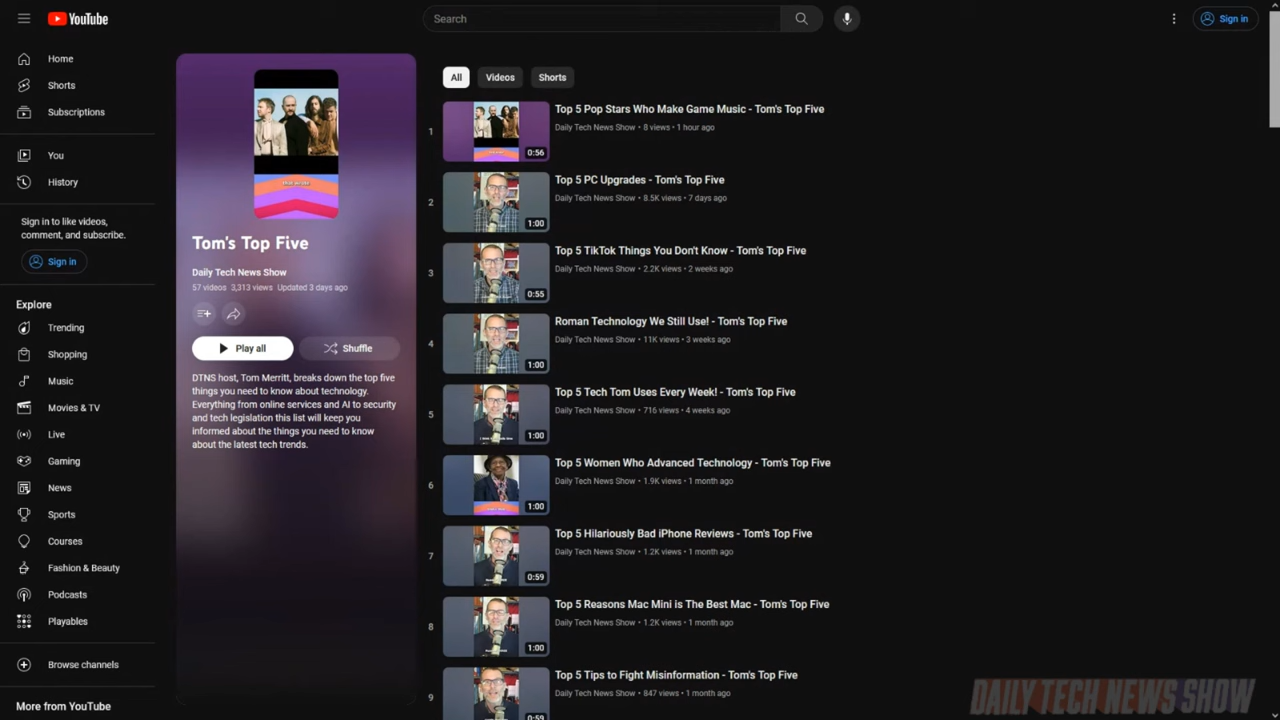 YouTube
Search
Sign in
Home
Shorts
Subscriptions
You
History
Sign in to like videos,
comment, and subscribe.
Sign in
Explore
Trending
Shopping
Music
Movies & TV
Live
Gaming
News
Sports
Courses
Fashion & Beauty
Podcasts
Playables
Browse channels
More from YouTube
Tom's Top Five
Daily Tech News Show
57 videos 3,313 views Updated 3 days ago
Play all
Shuffle
DTNS host, Tom Merritt, breaks down the top five
things you need to know about technology.
Everything from online services and AI to security
and tech legislation this list will keep you
informed about the things you need to know
about the latest tech trends.
All
Videos
Shorts
1
0:56
Top 5 Pop Stars Who Make Game Music - Tom's Top Five
Daily Tech News Show • 8 views • 1 hour ago
2
1:00
Top 5 PC Upgrades - Tom's Top Five
Daily Tech News Show • 8.5K views • 7 days ago
3
0:55
Top 5 TikTok Things You Don't Know - Tom's Top Five
Daily Tech News Show • 2.2K views • 2 weeks ago
4
1:00
Roman Technology We Still Use! - Tom's Top Five
Daily Tech News Show • 11K views • 3 weeks ago
5
1:00
Top 5 Tech Tom Uses Every Week! - Tom's Top Five
Daily Tech News Show • 716 views • 4 weeks ago
6
1:00
Top 5 Women Who Advanced Technology - Tom's Top Five
Daily Tech News Show • 1.9K views • 1 month ago
7
0:59
Top 5 Hilariously Bad iPhone Reviews - Tom's Top Five
Daily Tech News Show • 1.2K views • 1 month ago
8
1:00
Top 5 Reasons Mac Mini is The Best Mac - Tom's Top Five
Daily Tech News Show • 1.2K views • 1 month ago
9
0:59
Top 5 Tips to Fight Misinformation - Tom's Top Five
Daily Tech News Show • 847 views • 1 month ago
DAILY TECH NEWS SHOW